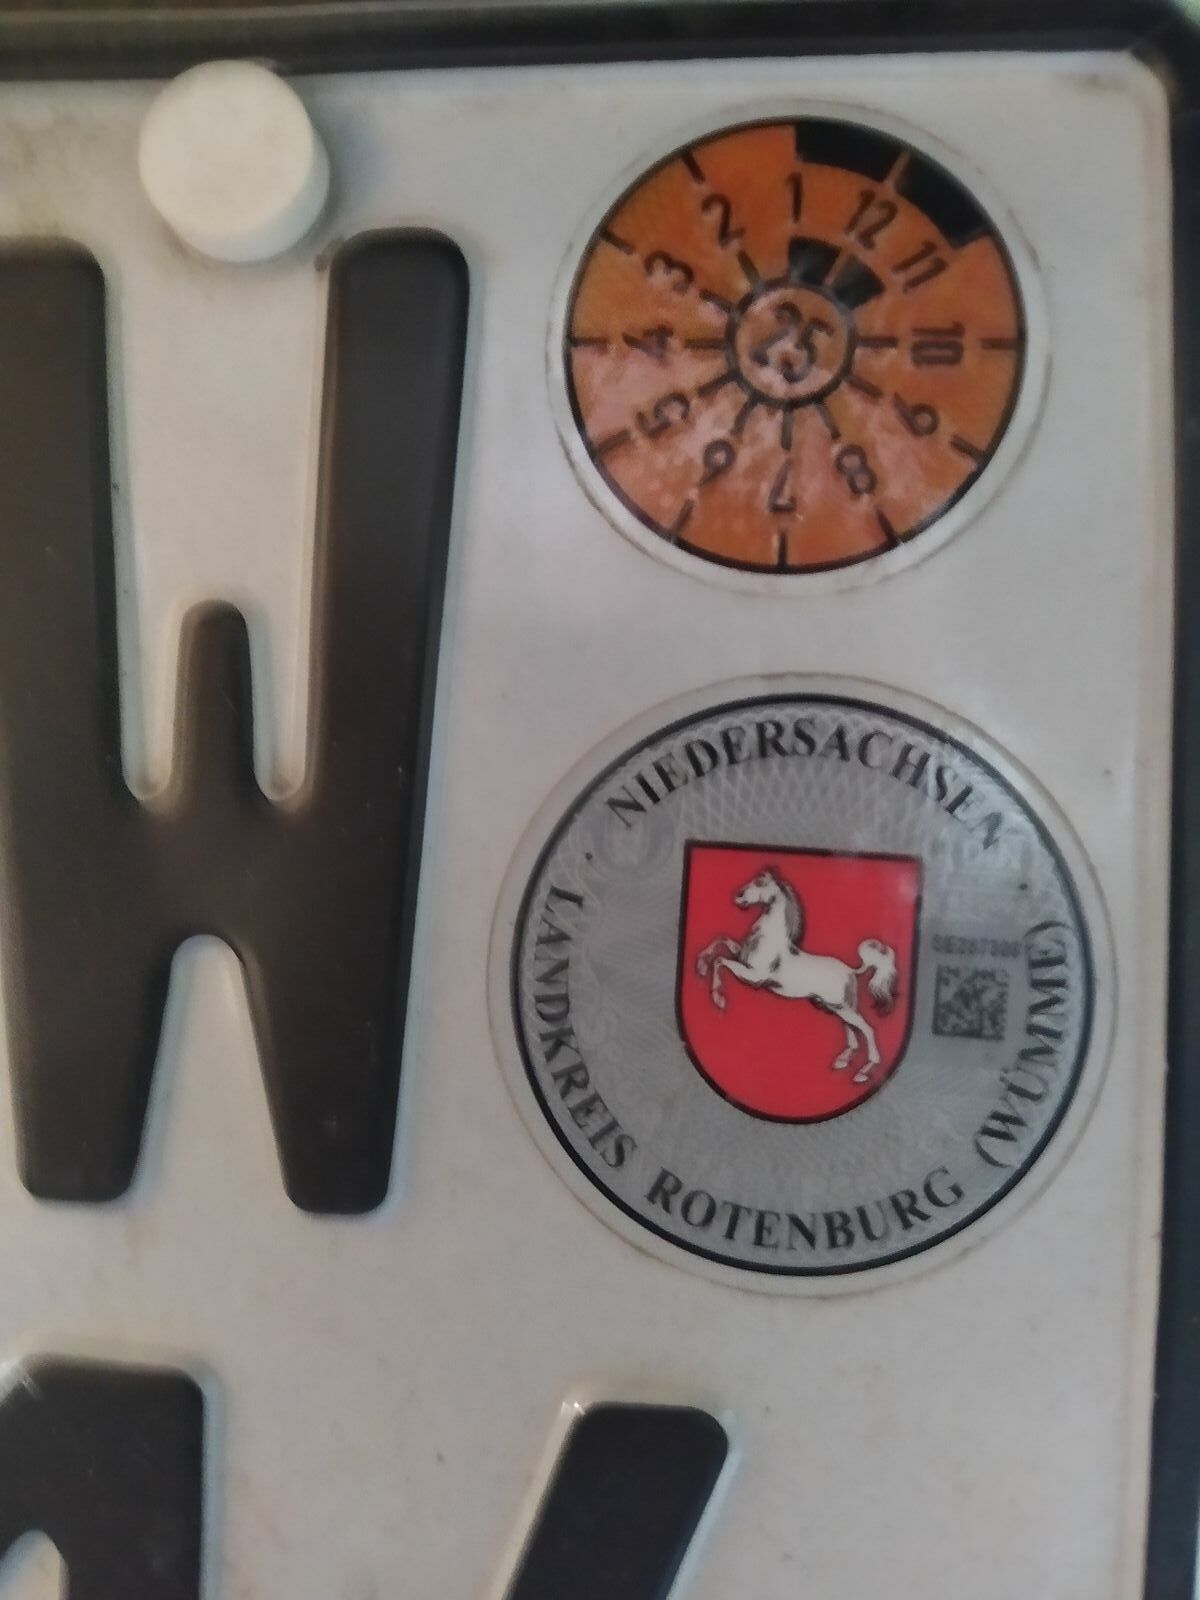 W
1 12 11 10 9 8 7 6 5 4 3 2
25
NIEDERSACHSEN
LANDKREIS ROTENBURG (WÜMME)